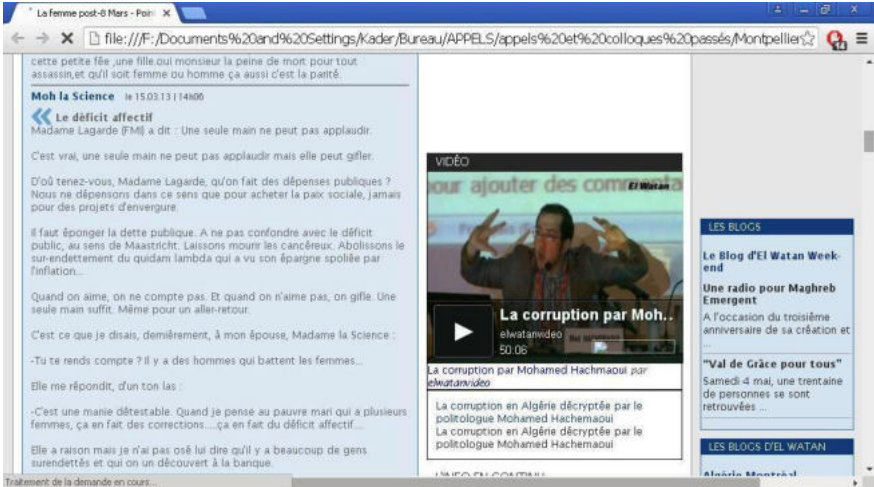 La femme post-8 Mars - Poin
file:///F:/Documents%20and%20Settings/Kader/Bureau/APPELS/appels%20et%20colloques%20passés/Montpellier
cette petite fée ,une fille.oui monsieur la peine de mort pour tout
assassin,et qu'il soit femme ou homme ça aussi c'est la parité.
Moh la Science le 15.03.13 | 14h06
Le déficit affectif
Madame Lagarde (FMI) a dit : Une seule main ne peut pas applaudir.
C'est vrai, une seule main ne peut pas applaudir mais elle peut gifler.
D'où tenez-vous, Madame Lagarde, qu'on fait des dépenses publiques ?
Nous ne dépensons dans ce sens que pour acheter la paix sociale, jamais
pour des projets d'envergure.
Il faut éponger la dette publique. A ne pas confondre avec le déficit
public, au sens de Maastricht. Laissons mourir les cancéreux. Abolissons le
sur-endettement du quidam lambda qui a vu son épargne spoliée par
l'inflation...
Quand on aime, on ne compte pas. Et quand on n'aime pas, on gifle. Une
seule main suffit. Même pour un aller-retour.
C'est ce que je disais, dernièrement, à mon épouse, Madame la Science :
-Tu te rends compte ? Il y a des hommes qui battent les femmes...
Elle me répondit, d'un ton las :
-C'est une manie détestable. Quand je pense au pauvre mari qui a plusieurs
femmes, ça en fait des corrections....ça en fait du déficit affectif...
Elle a raison mais je n'ai pas osé lui dire qu'il y a beaucoup de gens
surendettés et qui on un découvert à la banque.
Traitement de la demande en cours...
VIDÉO
our ajouter des commenta
El Watan
La corruption par Moh..
elwatanvideo
50:06
La corruption par Mohamed Hachmaoui par
elwatanvideo
La corruption en Algérie décryptée par le
politologue Mohamed Hachemaoui
La corruption en Algérie décryptée par le
politologue Mohamed Hachemaoui
L'INFO EN CONTINU
LES BLOGS
Le Blog d'El Watan Week-
end
Une radio pour Maghreb
Emergent
A l'occasion du troisième
anniversaire de sa création et
...
"Val de Grâce pour tous"
Samedi 4 mai, une trentaine
de personnes se sont
retrouvées ...
LES BLOGS D'EL WATAN
Algérie Montréal